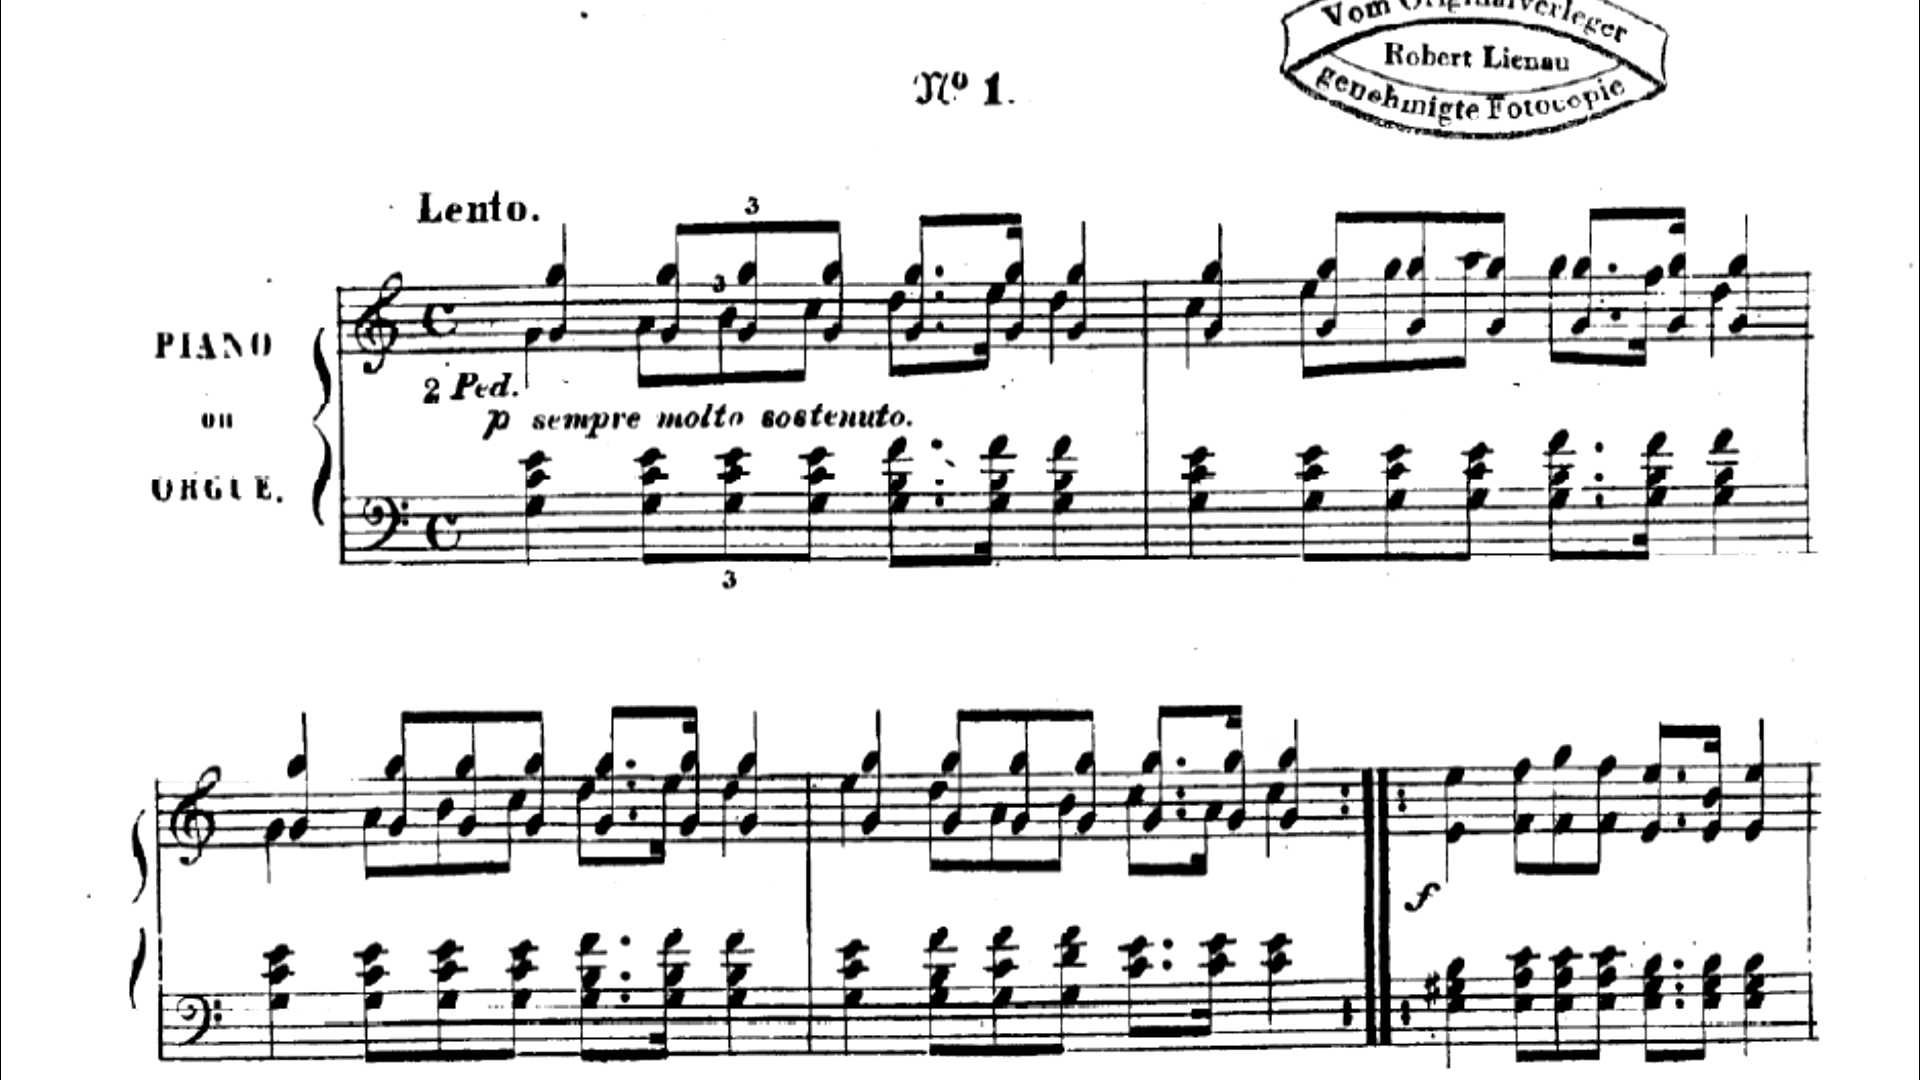 Vom Originalverleger
Robert Lienau
genehmigte Fotocopie
No 1.
Lento.
3
3
PIANO
ou
ORGUE.
2 Ped.
p sempre molto sostenuto.
3
f